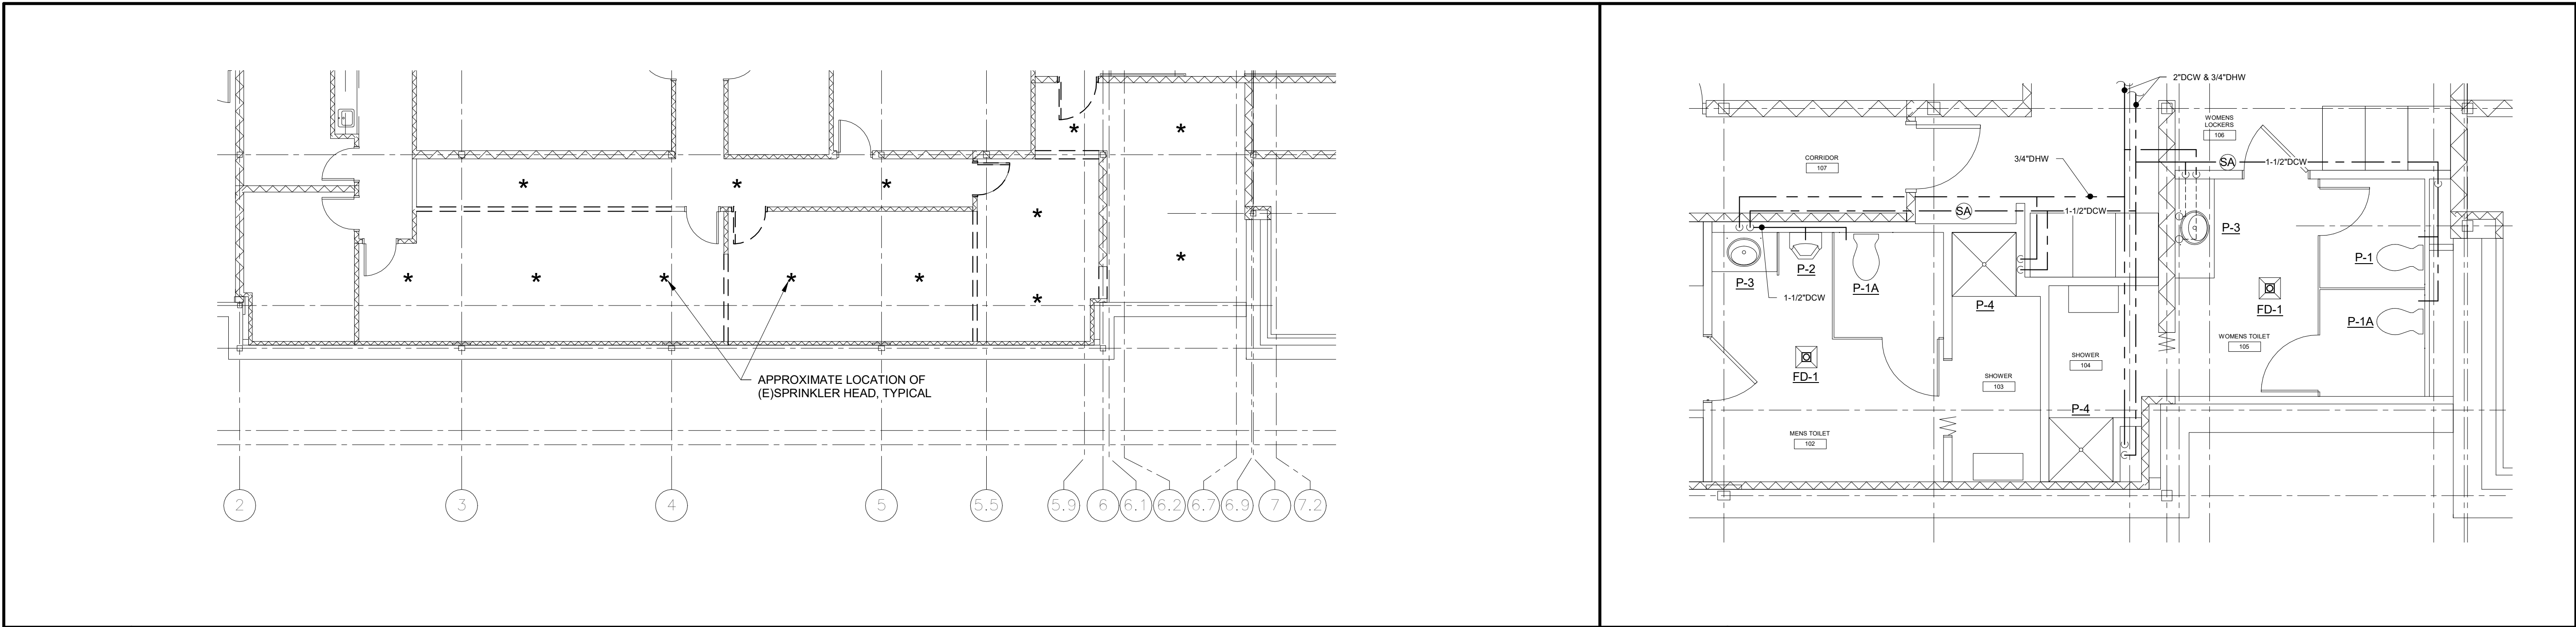 *
*
*
*
*
*
*
*
*
*
*
*
*
APPROXIMATE LOCATION OF
(E)SPRINKLER HEAD, TYPICAL
2
3
4
5
5.5
5.9
6
6.1
6.2
6.7
6.9
7
7.2
2"DCW & 3/4"DHW
WOMENS
LOCKERS
106
CORRIDOR
107
3/4"DHW
SA
1-1/2"DCW
SA
1-1/2"DCW
P-3
P-2
P-3
P-1A
P-1
1-1/2"DCW
P-4
FD-1
P-1A
WOMENS TOILET
105
FD-1
SHOWER
104
SHOWER
103
P-4
MENS TOILET
102